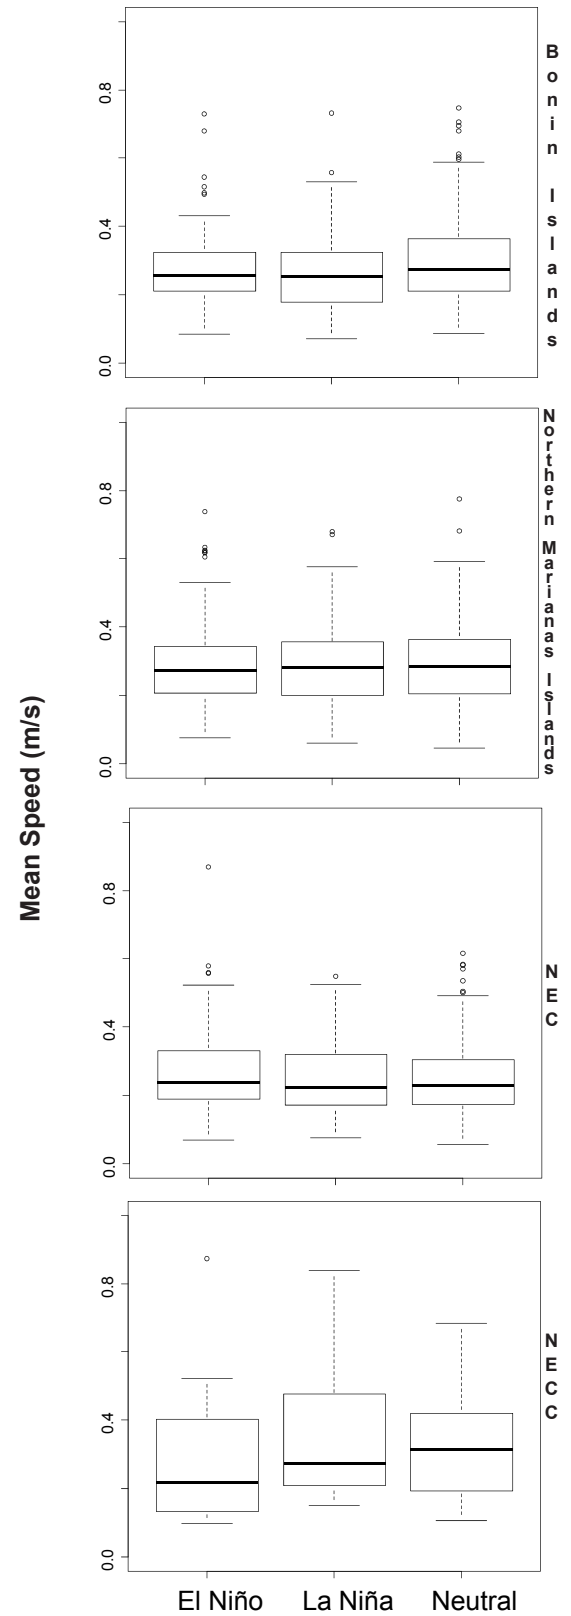 Mean Speed (m/s)
0.8
0.4
0.0
Bonin Islands
0.8
0.4
0.0
Northern Marianas Islands
0.8
0.4
0.0
NEC
0.8
0.4
0.0
NECC
El Niño La Niña Neutral